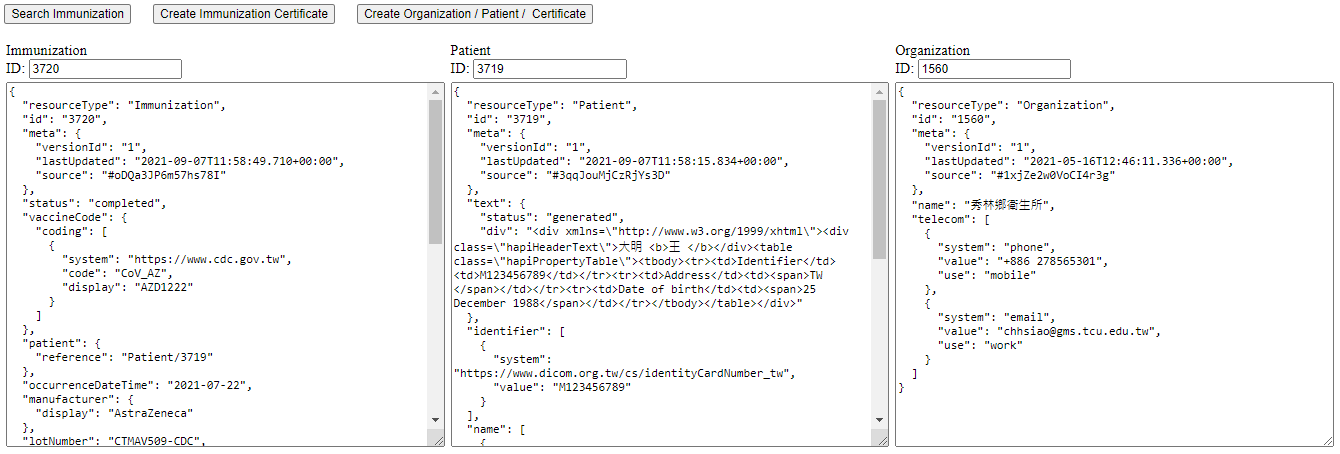 Search Immunization
Create Immunization Certificate
Create Organization / Patient /  Certificate
Immunization
ID: 3720
{
  "resourceType": "Immunization",
  "id": "3720",
  "meta": {
    "versionId": "1",
    "lastUpdated": "2021-09-07T11:58:49.710+00:00",
    "source": "#oDQa3JP6m57hs78I"
  },
  "status": "completed",
  "vaccineCode": {
    "coding": [
      {
        "system": "https://www.cdc.gov.tw",
        "code": "CoV_AZ",
        "display": "AZD1222"
      }
    ]
  },
  "patient": {
    "reference": "Patient/3719"
  },
  "occurrenceDateTime": "2021-07-22",
  "manufacturer": {
    "display": "AstraZeneca"
  },
  "lotNumber": "CTMAV509-CDC",
Patient
ID: 3719
{
  "resourceType": "Patient",
  "id": "3719",
  "meta": {
    "versionId": "1",
    "lastUpdated": "2021-09-07T11:58:15.834+00:00",
    "source": "#3qqJouMjCzRjYs3D"
  },
  "text": {
    "status": "generated",
    "div": "<div xmlns=\"http://www.w3.org/1999/xhtml\"><div
class=\"hapiHeaderText\">大明 <b>王 </b></div><table
class=\"hapiPropertyTable\"><tbody><tr><td>Identifier</td>
<td>M123456789</td></tr><tr><td>Address</td><td><span>TW
</span></td></tr><tr><td>Date of birth</td><td><span>25
December 1988</span></td></tr></tbody></table></div>"
  },
  "identifier": [
    {
      "system":
"https://www.dicom.org.tw/cs/identityCardNumber_tw",
      "value": "M123456789"
    }
  ],
  "name": [
    {
Organization
ID: 1560
{
  "resourceType": "Organization",
  "id": "1560",
  "meta": {
    "versionId": "1",
    "lastUpdated": "2021-05-16T12:46:11.336+00:00",
    "source": "#1xjZe2w0VoCI4r3g"
  },
  "name": "秀林鄉衛生所",
  "telecom": [
    {
      "system": "phone",
      "value": "+886 278565301",
      "use": "mobile"
    },
    {
      "system": "email",
      "value": "chhsiao@gms.tcu.edu.tw",
      "use": "work"
    }
  ]
}